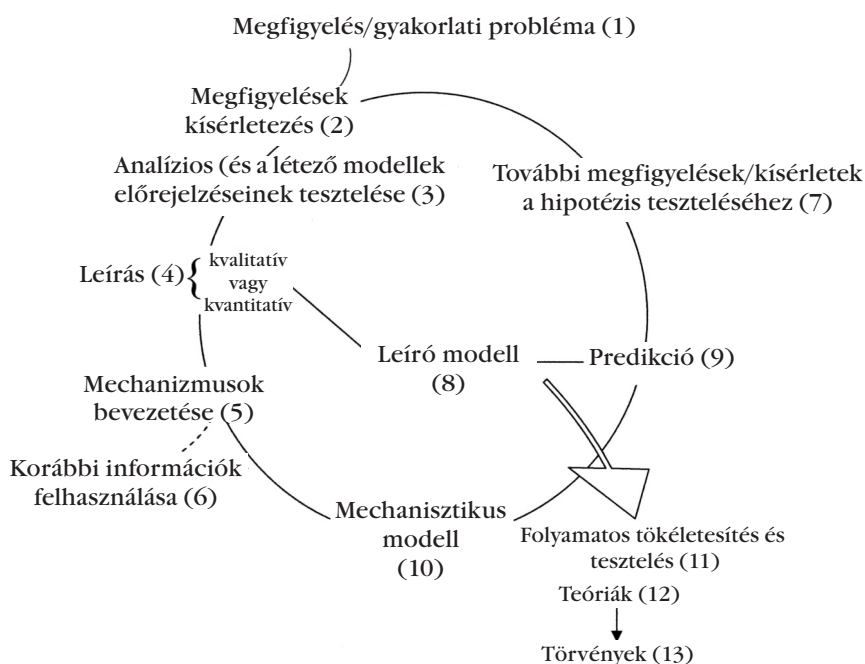 Megfigyelés/gyakorlati probléma (1)
Megfigyelések
kísérletezés (2)
Analízios (és a létező modellek
előrejelzéseinek tesztelése (3)
További megfigyelések/kísérletek
a hipotézis teszteléséhez (7)
Leírás (4) {
kvalitatív
vagy
kvantitatív
Leíró modell
(8)
Predikció (9)
Mechanizmusok
bevezetése (5)
Korábbi információk
felhasználása (6)
Mechanisztikus
modell
(10)
Folyamatos tökéletesítés és
tesztelés (11)
Teóriák (12)
Törvények (13)